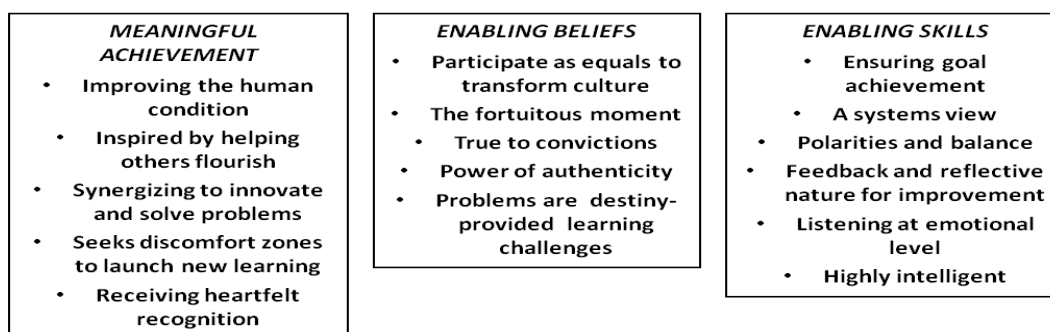 MEANINGFUL
ACHIEVEMENT
• Improving the human
condition
• Inspired by helping
others flourish
• Synergizing to innovate
and solve problems
• Seeks discomfort zones
to launch new learning
• Receiving heartfelt
recognition
ENABLING BELIEFS
• Participate as equals to
transform culture
• The fortuitous moment
• True to convictions
• Power of authenticity
• Problems are destiny-
provided learning
challenges
ENABLING SKILLS
• Ensuring goal
achievement
• A systems view
• Polarities and balance
• Feedback and reflective
nature for improvement
• Listening at emotional
level
• Highly intelligent